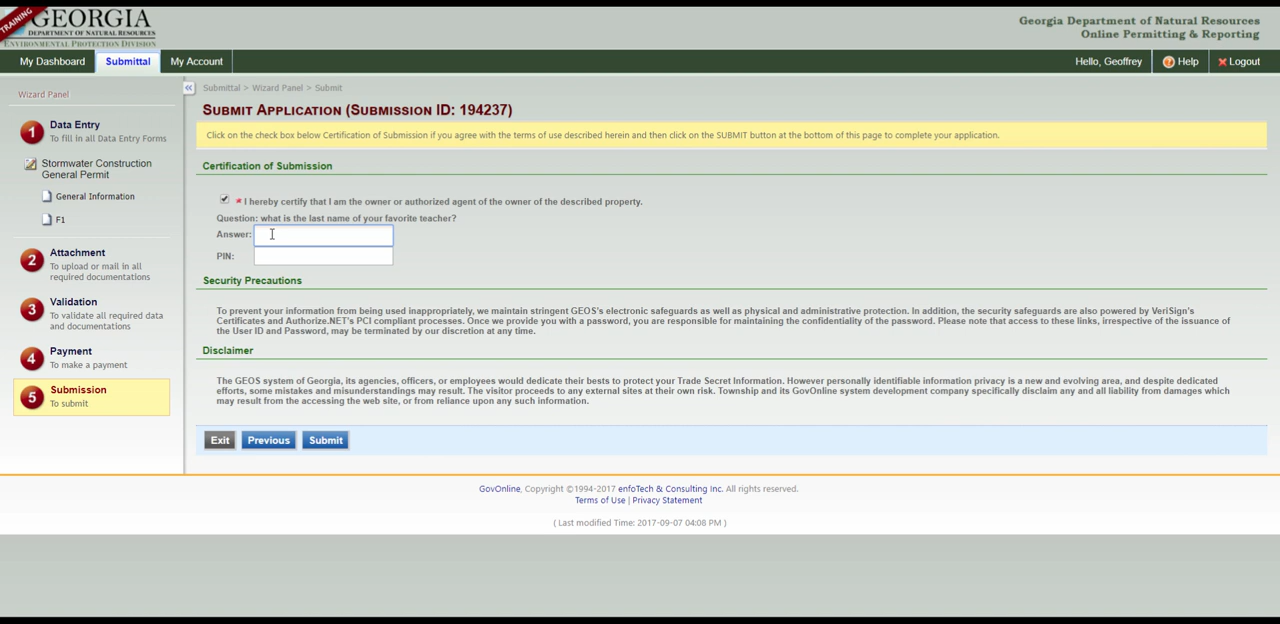 TRAINING
GEORGIA
DEPARTMENT OF NATURAL RESOURCES
ENVIRONMENTAL PROTECTION DIVISION
Georgia Department of Natural Resources
Online Permitting & Reporting
My Dashboard
Submittal
My Account
Hello, Geoffrey
Help
Logout
Wizard Panel
1
Data Entry
To fill in all Data Entry Forms
Stormwater Construction
General Permit
General Information
F1
2
Attachment
To upload or mail in all
required documentations
3
Validation
To validate all required data
and documentations
4
Payment
To make a payment
5
Submission
To submit
Submittal > Wizard Panel > Submit
SUBMIT APPLICATION (SUBMISSION ID: 194237)
Click on the check box below Certification of Submission if you agree with the terms of use described herein and then click on the SUBMIT button at the bottom of this page to complete your application.
Certification of Submission
* I hereby certify that I am the owner or authorized agent of the owner of the described property.
Question: what is the last name of your favorite teacher?
Answer:
PIN:
Security Precautions
To prevent your information from being used inappropriately, we maintain stringent GEOS's electronic safeguards as well as physical and administrative protection. In addition, the security safeguards are also powered by VeriSign's
Certificates and Authorize.NET's PCI compliant processes. Once we provide you with a password, you are responsible for maintaining the confidentiality of the password. Please note that access to these links, irrespective of the issuance of
the User ID and Password, may be terminated by our discretion at any time.
Disclaimer
The GEOS system of Georgia, its agencies, officers, or employees would dedicate their bests to protect your Trade Secret Information. However personally identifiable information privacy is a new and evolving area, and despite dedicated
efforts, some mistakes and misunderstandings may result. The visitor proceeds to any external sites at their own risk. Township and its GovOnline system development company specifically disclaim any and all liability from damages which
may result from the accessing the web site, or from reliance upon any such information.
Exit
Previous
Submit
GovOnline, Copyright ©1994-2017 enfoTech & Consulting Inc. All rights reserved.
Terms of Use | Privacy Statement
( Last modified Time: 2017-09-07 04:08 PM )